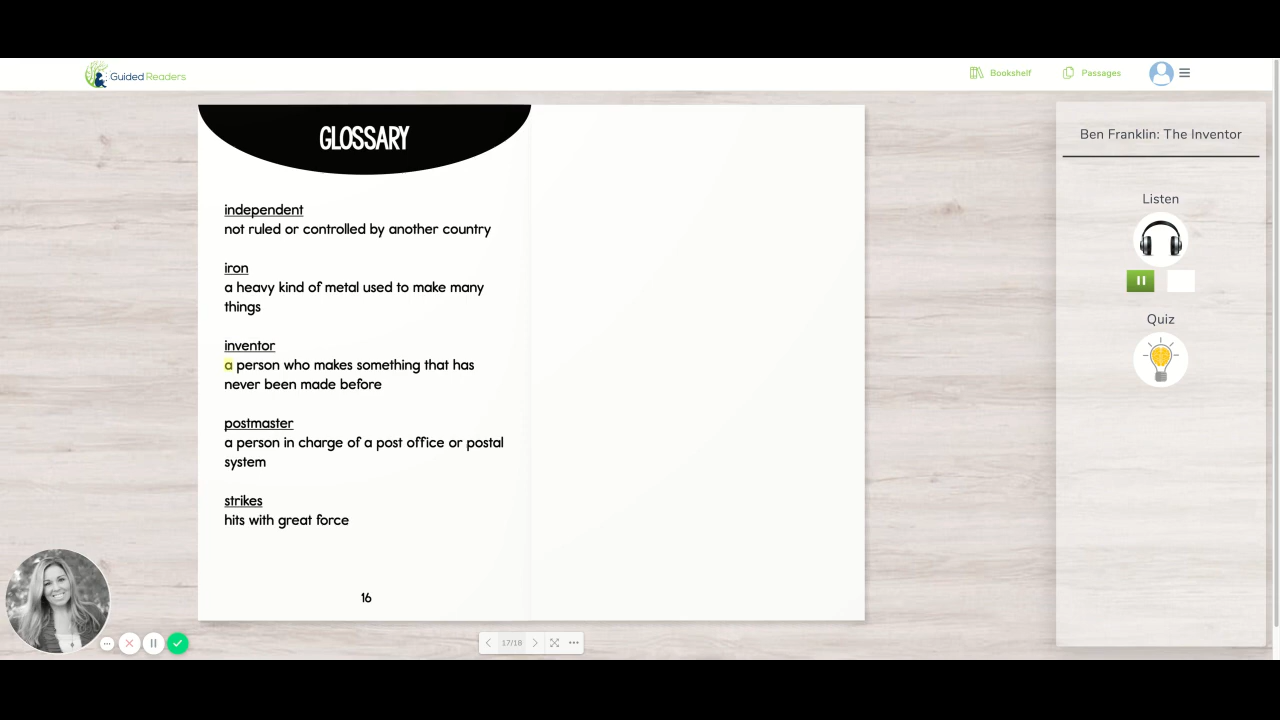 Guided Readers
Bookshelf
Passages
GLOSSARY
independent
not ruled or controlled by another country
iron
a heavy kind of metal used to make many
things
inventor
a person who makes something that has
never been made before
postmaster
a person in charge of a post office or postal
system
strikes
hits with great force
16
17/18
Ben Franklin: The Inventor
Listen
Quiz